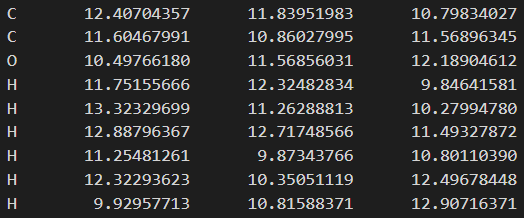 C 12.40704357 11.83951983 10.79834027
C 11.60467991 10.86027995 11.56896345
O 10.49766180 11.56856031 12.18904612
H 11.75155666 12.32482834 9.84641581
H 13.32329699 11.26288813 10.27994780
H 12.88796367 12.71748566 11.49327872
H 11.25481261 9.87343766 10.80110390
H 12.32293623 10.35051119 12.49678448
H 9.92957713 10.81588371 12.90716371